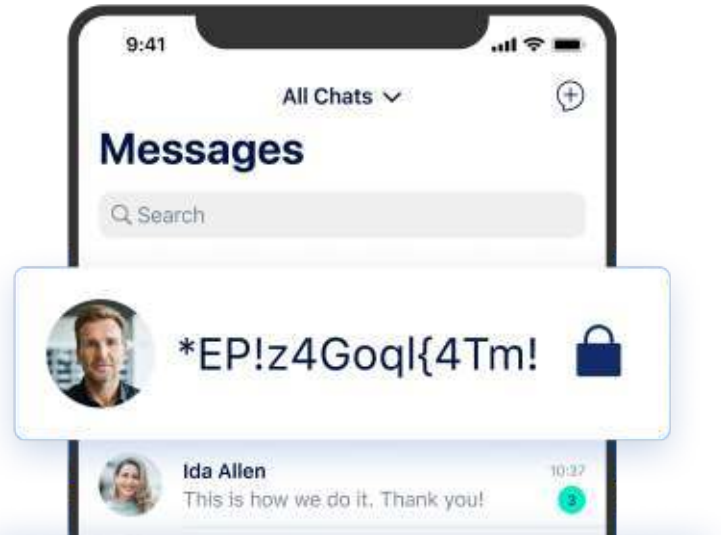 9:41
All Chats
Messages
Search
*EP!z4Goql{4Tm!
Ida Allen 10:37
This is how we do it. Thank you! 3